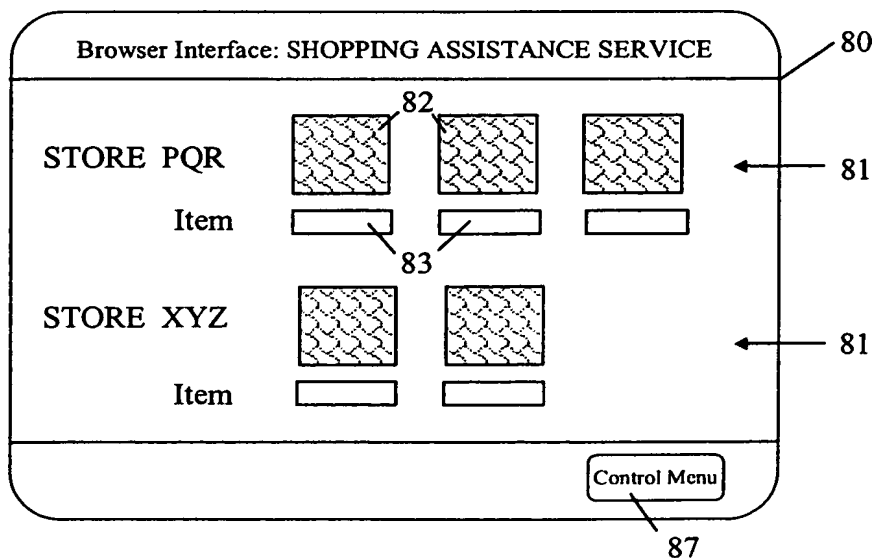 Browser Interface: SHOPPING ASSISTANCE SERVICE
80
82
STORE PQR
81
Item
83
STORE XYZ
81
Item
Control Menu
87